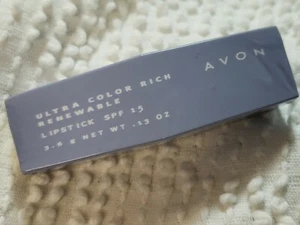 AVON
ULTRA COLOR RICH
RENEWABLE
LIPSTICK SPF 15
3.6 g NET WT .13 OZ